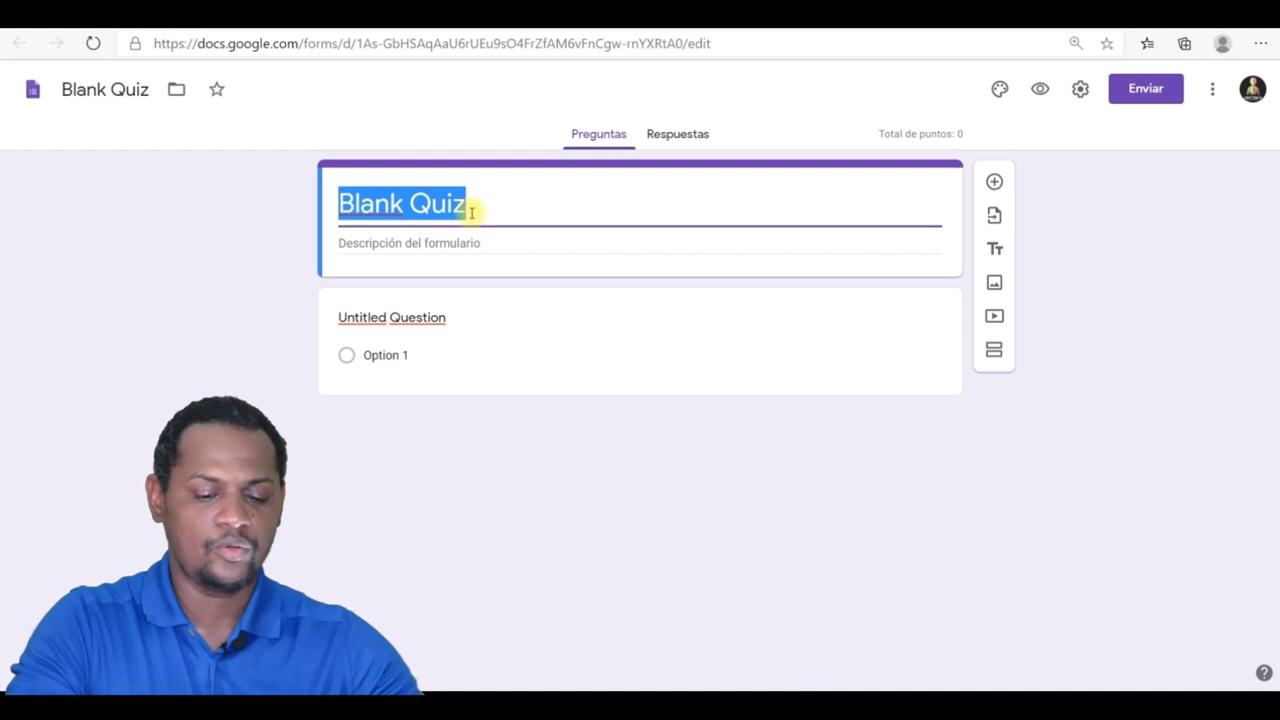 https://docs.google.com/forms/d/1As-GbHSAqAaU6rUEu9sO4FrZfAM6vFnCgw-rnYXRtA0/edit
Blank Quiz
Enviar
Preguntas Respuestas Total de puntos: 0
Blank Quiz
Descripción del formulario
Untitled Question
Option 1